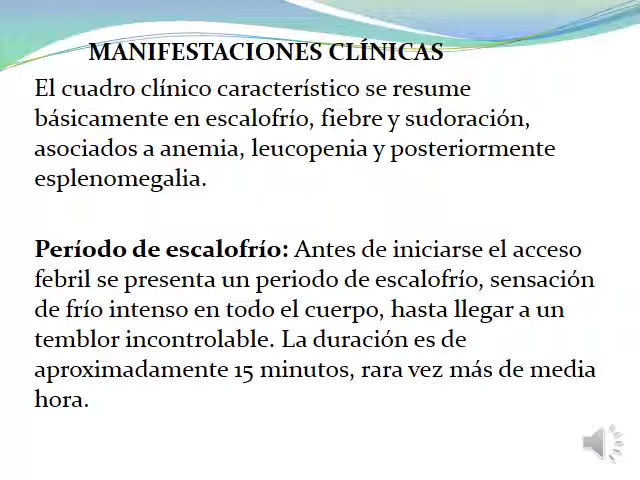 MANIFESTACIONES CLÍNICAS
El cuadro clínico característico se resume
básicamente en escalofrío, fiebre y sudoración,
asociados a anemia, leucopenia y posteriormente
esplenomegalia.
Período de escalofrío: Antes de iniciarse el acceso
febril se presenta un periodo de escalofrío, sensación
de frío intenso en todo el cuerpo, hasta llegar a un
temblor incontrolable. La duración es de
aproximadamente 15 minutos, rara vez más de media
hora.